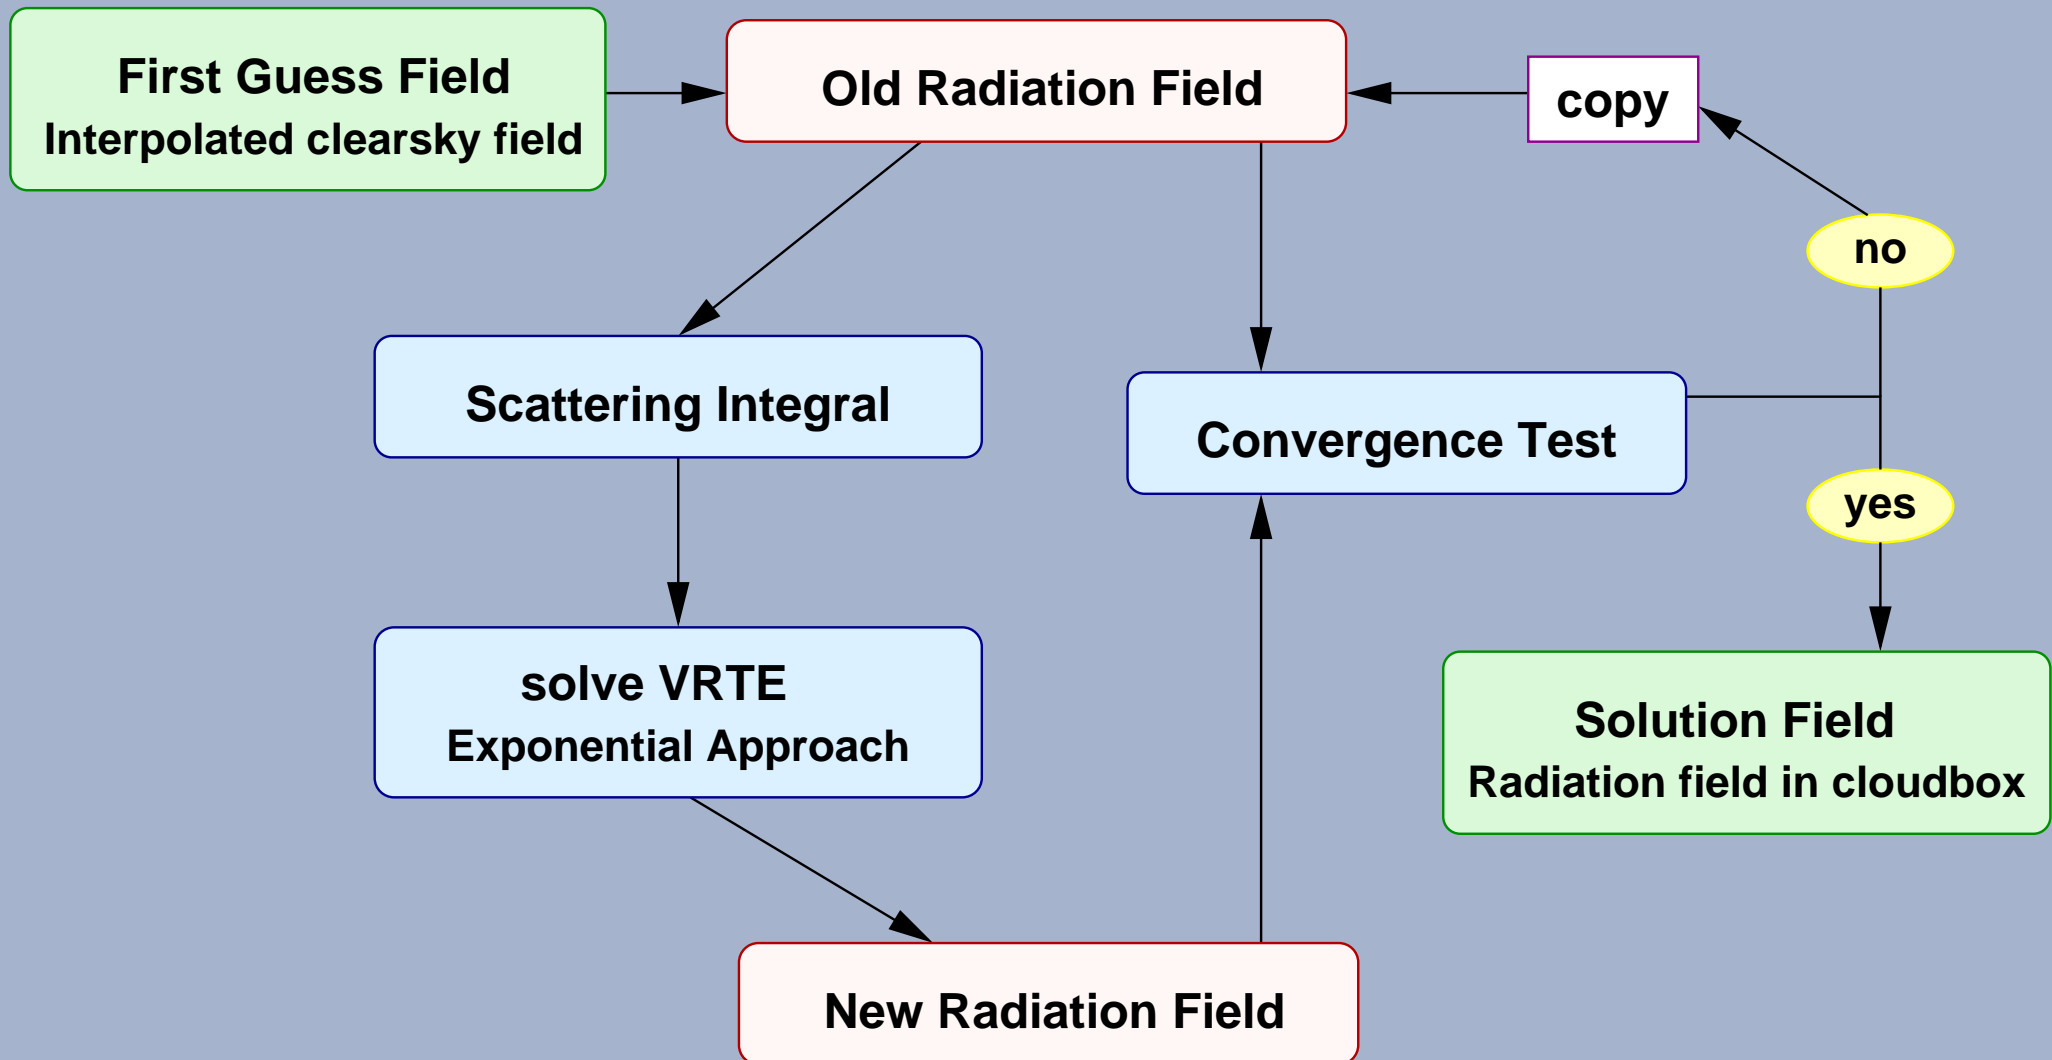 First Guess Field
Interpolated clearsky field
Old Radiation Field
copy
no
Scattering Integral
Convergence Test
yes
solve VRTE
Exponential Approach
Solution Field
Radiation field in cloudbox
New Radiation Field